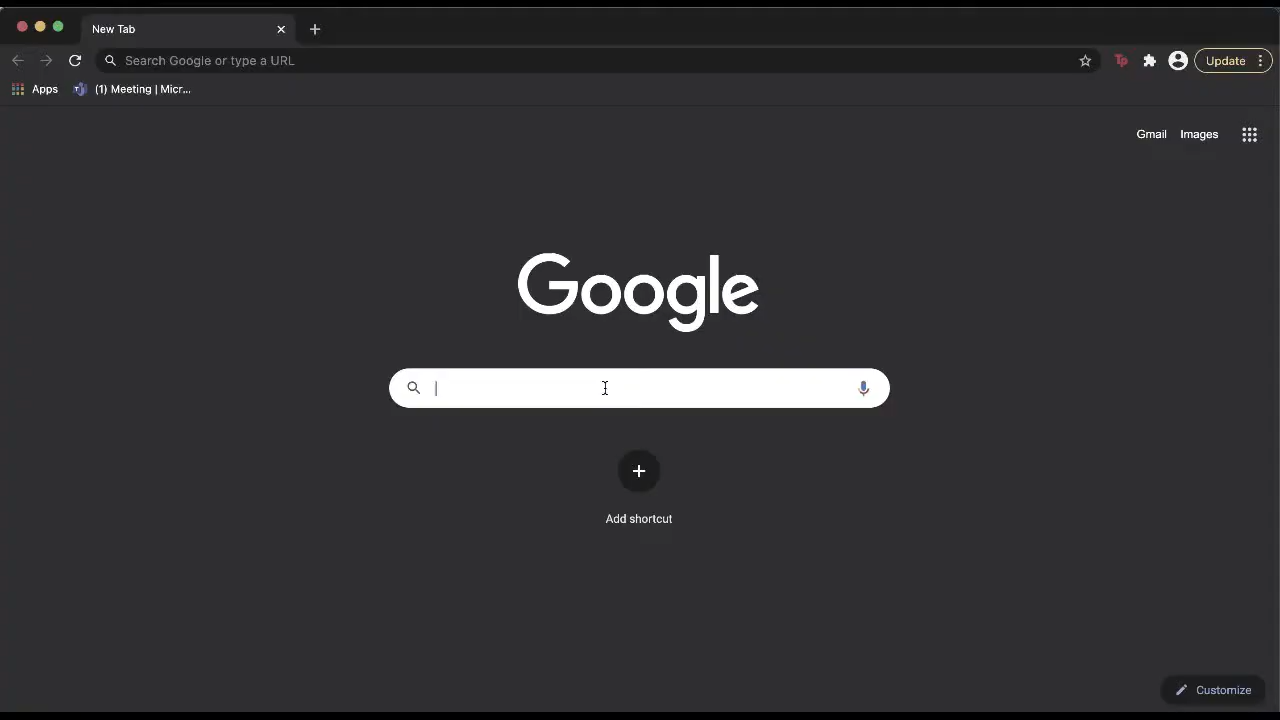 New Tab
Search Google or type a URL
Update
Apps
(1) Meeting | Micr...
Gmail
Images
Google
Add shortcut
Customize